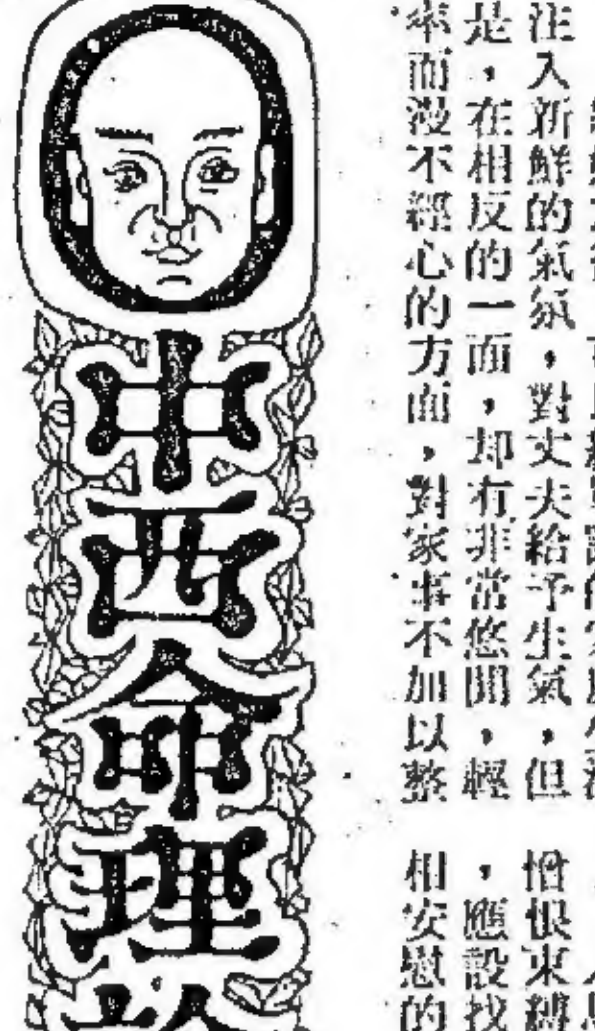 注入新鮮的氣氛，對丈夫給予生氣，但
是，在相反的一面，却有非常悠閒，輕
率而漫不經心的方面，對家事不加以整
憎恨束縛
，應設找
相安慰的
中西命理